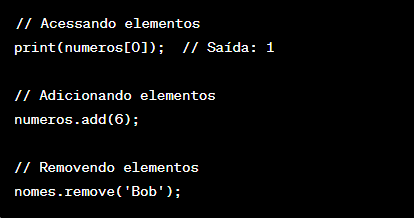 // Acessando elementos
print(numeros[0]);  // Saída: 1
// Adicionando elementos
numeros.add(6);
// Removendo elementos
nomes.remove('Bob');